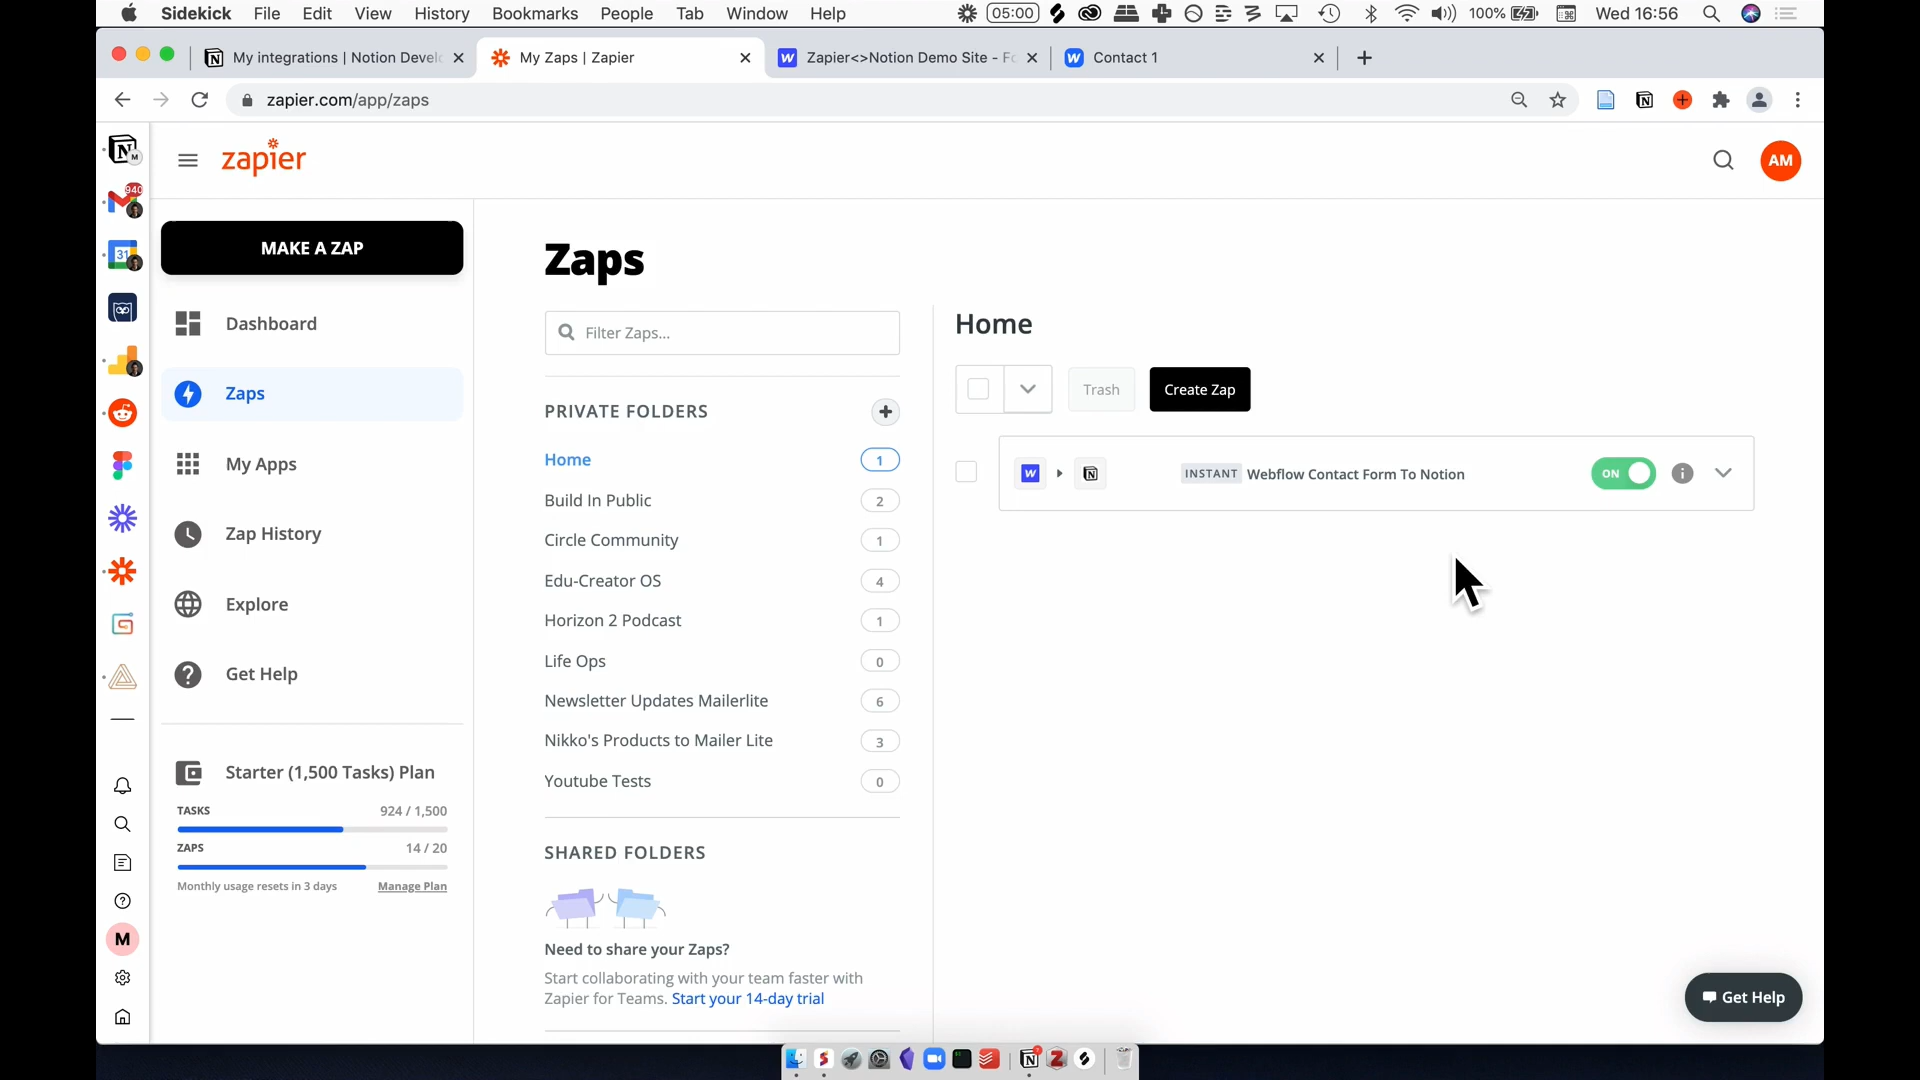 Sidekick File Edit View History Bookmarks People Tab Window Help 05:00 100% Wed 16:56
My integrations | Notion Devel
My Zaps | Zapier
Zapier<>Notion Demo Site - Fo
Contact 1
zapier.com/app/zaps
zapier
AM
940
31
MAKE A ZAP
Dashboard
Zaps
My Apps
Zap History
Explore
Get Help
Starter (1,500 Tasks) Plan
TASKS 924 / 1,500
ZAPS 14 / 20
Monthly usage resets in 3 days Manage Plan
M
Zaps
Filter Zaps...
PRIVATE FOLDERS
Home 1
Build In Public 2
Circle Community 1
Edu-Creator OS 4
Horizon 2 Podcast 1
Life Ops 0
Newsletter Updates Mailerlite 6
Nikko's Products to Mailer Lite 3
Youtube Tests 0
SHARED FOLDERS
Need to share your Zaps?
Start collaborating with your team faster with
Zapier for Teams. Start your 14-day trial
Home
Trash
Create Zap
INSTANT Webflow Contact Form To Notion
ON
Get Help